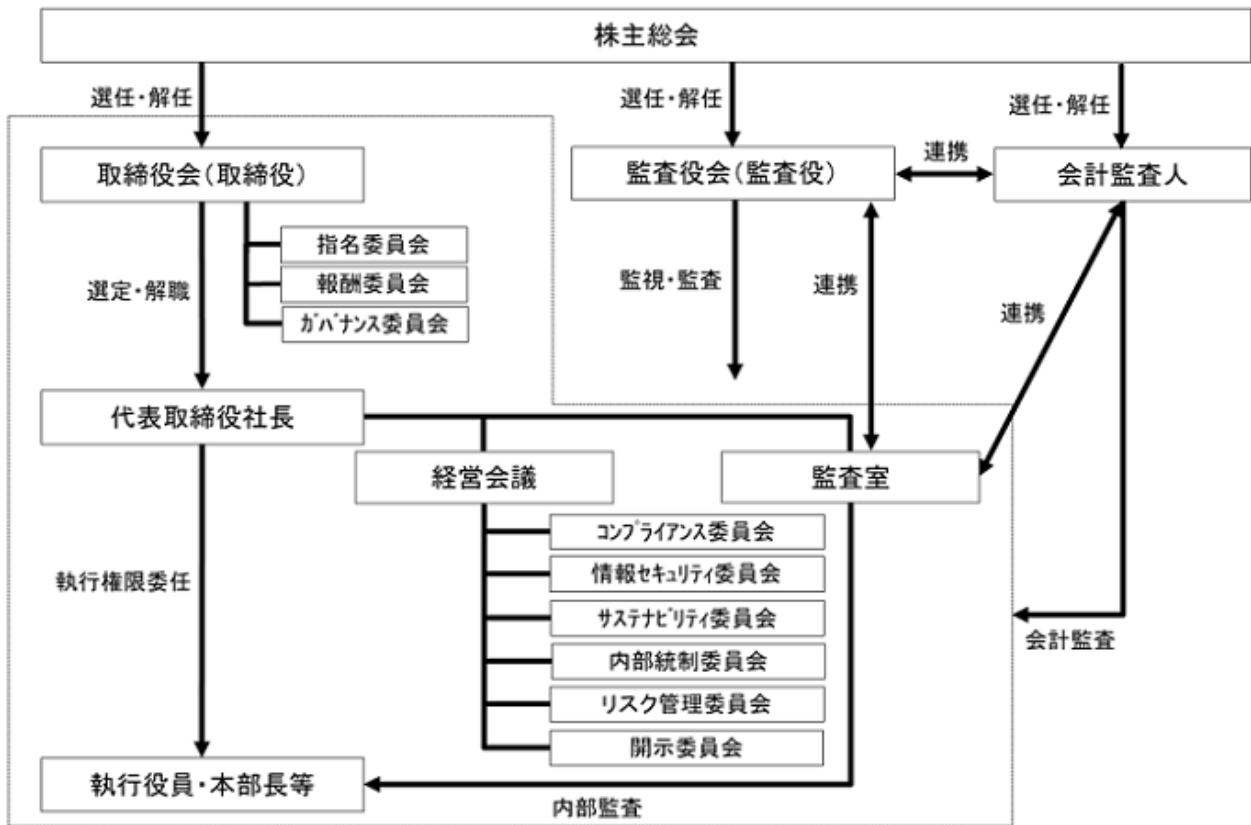 株主総会
選任・解任
選任・解任
選任・解任
取締役会(取締役)
監査役会(監査役)
連携
会計監査人
指名委員会
報酬委員会
ガバナンス委員会
選定・解職
監視・監査
連携
連携
代表取締役社長
経営会議
監査室
コンプライアンス委員会
情報セキュリティ委員会
サステナビリティ委員会
内部統制委員会
リスク管理委員会
開示委員会
執行権限委任
会計監査
執行役員・本部長等
内部監査